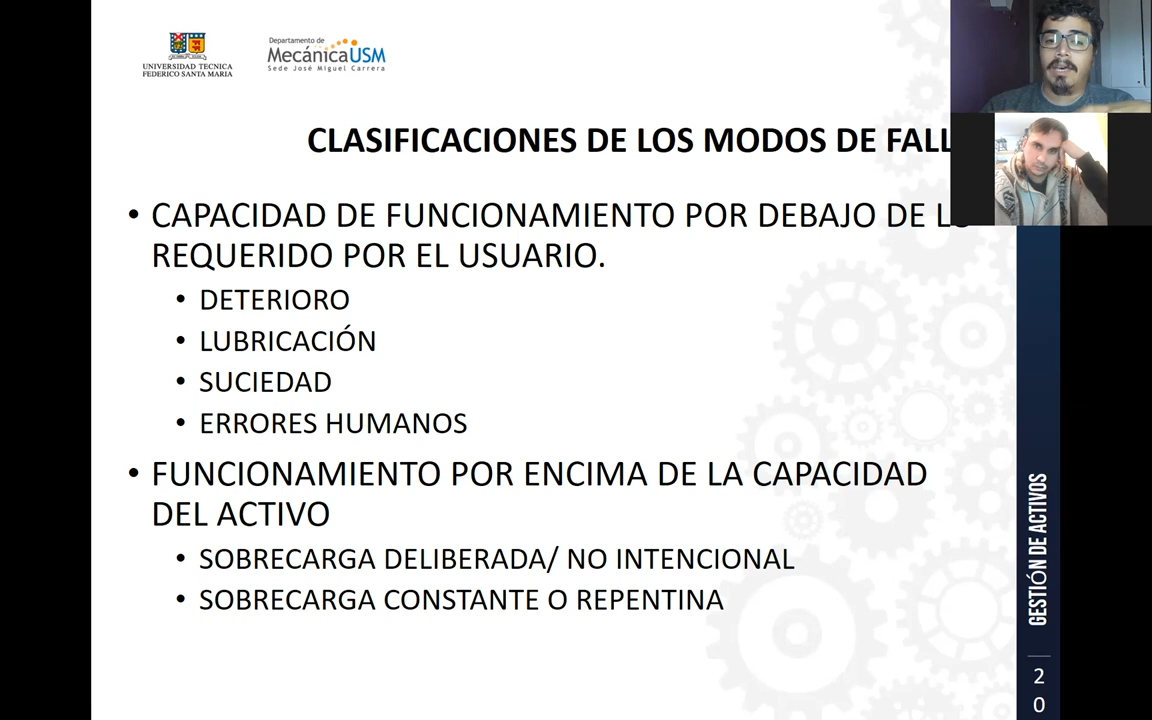 UNIVERSIDAD TECNICA
FEDERICO SANTA MARIA
Departamento de
MecánicaUSM
Sede José Miguel Carrera
CLASIFICACIONES DE LOS MODOS DE FALL
• CAPACIDAD DE FUNCIONAMIENTO POR DEBAJO DE LO
REQUERIDO POR EL USUARIO.
• DETERIORO
• LUBRICACIÓN
• SUCIEDAD
• ERRORES HUMANOS
• FUNCIONAMIENTO POR ENCIMA DE LA CAPACIDAD
DEL ACTIVO
• SOBRECARGA DELIBERADA/ NO INTENCIONAL
• SOBRECARGA CONSTANTE O REPENTINA
GESTIÓN DE ACTIVOS
2
0